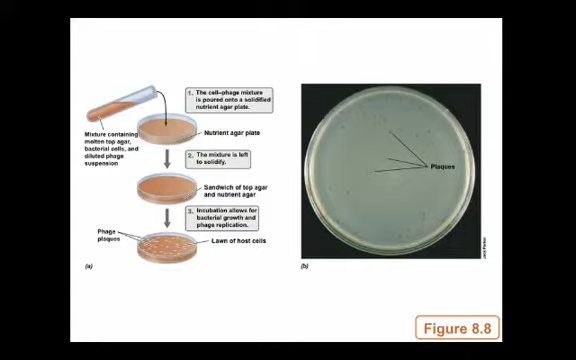 1. The cell–phage mixture
is poured onto a solidified
nutrient agar plate.
Mixture containing
molten top agar,
bacterial cells, and
diluted phage
suspension
Nutrient agar plate
2. The mixture is left
to solidify.
Sandwich of top agar
and nutrient agar
3. Incubation allows for
bacterial growth and
phage replication.
Phage
plaques
Lawn of host cells
(a)
Plaques
(b)
Jack Parker
Figure 8.8